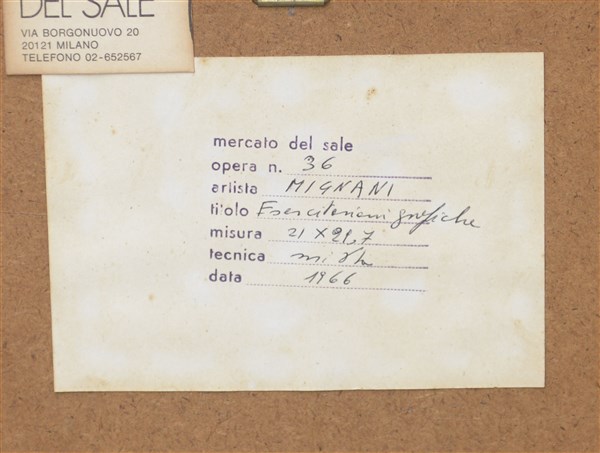 DEL SALE
VIA BORGONUOVO 20
20121 MILANO
TELEFONO 02-652567
mercato del sale
opera n. 36
artista MIGNANI
titolo Esercitazioni grafiche
misura 21 x 29,7
tecnica mista
data 1966